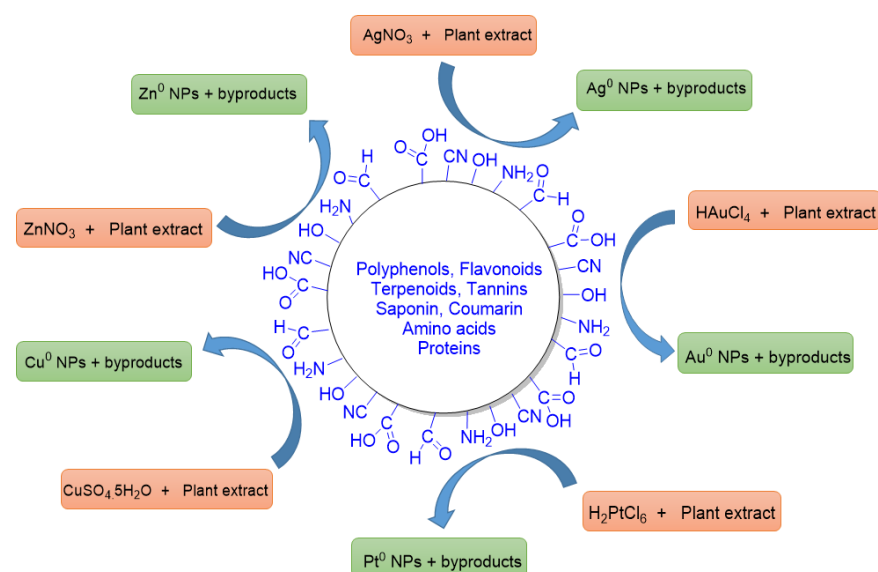 AgNO₃ + Plant extract
Zn⁰ NPs + byproducts
Ag⁰ NPs + byproducts
ZnNO₃ + Plant extract
HAuCl₄ + Plant extract
Cu⁰ NPs + byproducts
Au⁰ NPs + byproducts
CuSO₄.5H₂O + Plant extract
H₂PtCl₆ + Plant extract
Pt⁰ NPs + byproducts
Polyphenols, Flavonoids
Terpenoids, Tannins
Saponin, Coumarin
Amino acids
Proteins
O C OH
CN
OH
NH₂
O C H
O C OH
CN
OH
NH₂
C O H
C O OH
CN
OH
NH₂
H C O
HO C O
NC
HO
H₂N
H C O
HO C O
NC
HO
H₂N
O C H